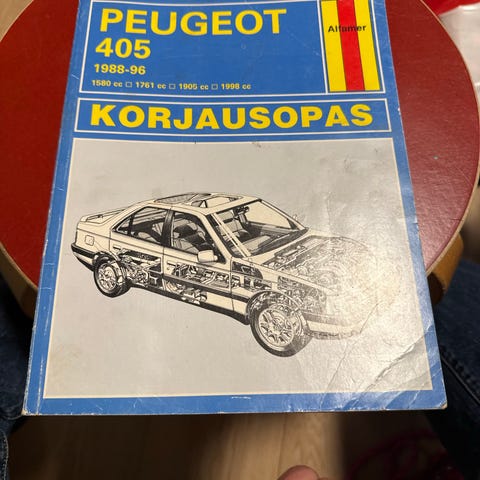 PEUGEOT
405
1988-96
1580 cc □ 1761 cc □ 1905 cc □ 1998 cc
Alfamer
KORJAUSOPAS